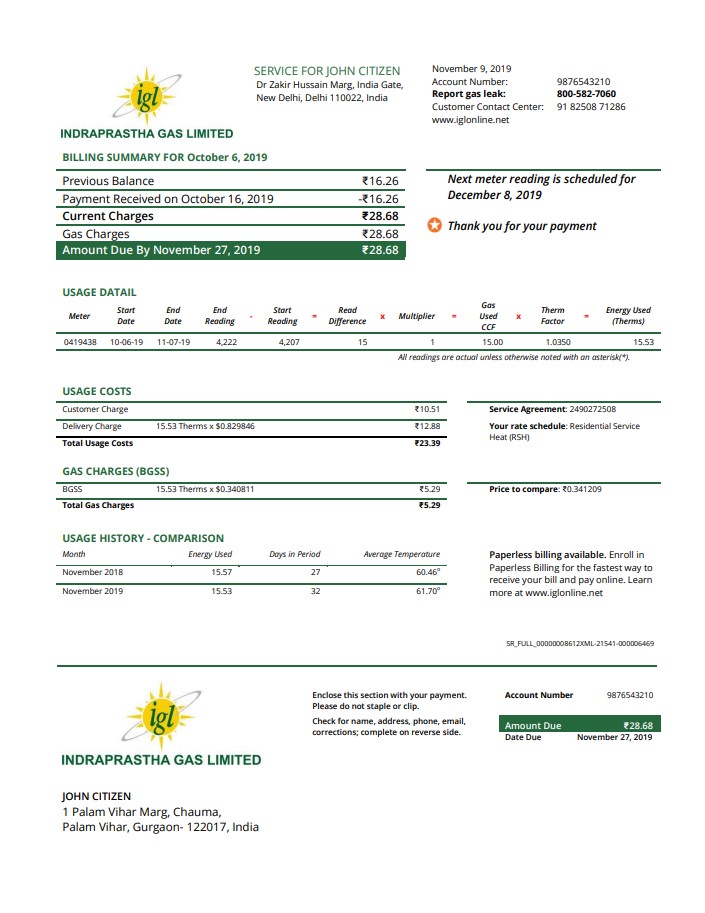 igl
INDRAPRASTHA GAS LIMITED
SERVICE FOR JOHN CITIZEN
Dr Zakir Hussain Marg, India Gate,
New Delhi, Delhi 110022, India
November 9, 2019
Account Number: 9876543210
Report gas leak: 800-582-7060
Customer Contact Center: 91 82508 71286
www.iglonline.net
BILLING SUMMARY FOR October 6, 2019
Previous Balance ₹16.26
Payment Received on October 16, 2019 -₹16.26
Current Charges ₹28.68
Gas Charges ₹28.68
Amount Due By November 27, 2019 ₹28.68
Next meter reading is scheduled for
December 8, 2019
Thank you for your payment
USAGE DATAIL
Meter Start Date End Date End Reading - Start Reading = Read Difference x Multiplier = Gas Used CCF x Therm Factor = Energy Used (Therms)
0419438 10-06-19 11-07-19 4,222 4,207 15 1 15.00 1.0350 15.53
All readings are actual unless otherwise noted with an asterisk(*).
USAGE COSTS
Customer Charge ₹10.51
Delivery Charge 15.53 Therms x $0.829846 ₹12.88
Total Usage Costs ₹23.39
Service Agreement: 2490272508
Your rate schedule: Residential Service
Heat (RSH)
GAS CHARGES (BGSS)
BGSS 15.53 Therms x $0.340811 ₹5.29
Total Gas Charges ₹5.29
Price to compare: ₹0.341209
USAGE HISTORY - COMPARISON
Month Energy Used Days in Period Average Temperature
November 2018 15.57 27 60.46°
November 2019 15.53 32 61.70°
Paperless billing available. Enroll in
Paperless Billing for the fastest way to
receive your bill and pay online. Learn
more at www.iglonline.net
SR_FULL_00000008612XML-21541-000006469
igl
INDRAPRASTHA GAS LIMITED
Enclose this section with your payment.
Please do not staple or clip.
Check for name, address, phone, email,
corrections; complete on reverse side.
Account Number 9876543210
Amount Due ₹28.68
Date Due November 27, 2019
JOHN CITIZEN
1 Palam Vihar Marg, Chauma,
Palam Vihar, Gurgaon- 122017, India